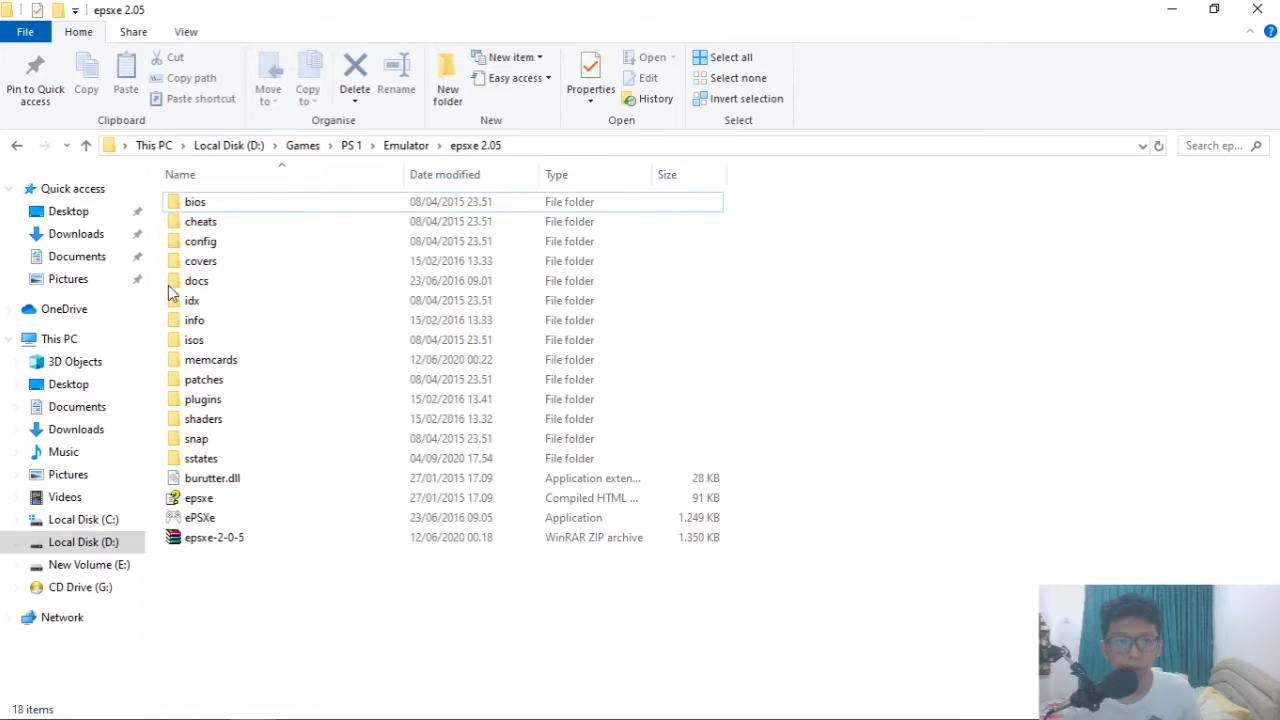 epsxe 2.05
File Home Share View
Pin to Quick access
Copy
Paste
Cut
Copy path
Paste shortcut
Clipboard
Move to
Copy to
Delete
Rename
Organise
New folder
New item
Easy access
New
Properties
Open
Edit
History
Open
Select all
Select none
Invert selection
Select
This PC Local Disk (D:) Games PS 1 Emulator epsxe 2.05
Search ep...
Name Date modified Type Size
Quick access
Desktop
Downloads
Documents
Pictures
OneDrive
This PC
3D Objects
Desktop
Documents
Downloads
Music
Pictures
Videos
Local Disk (C:)
Local Disk (D:)
New Volume (E:)
CD Drive (G:)
Network
bios 08/04/2015 23.51 File folder
cheats 08/04/2015 23.51 File folder
config 08/04/2015 23.51 File folder
covers 15/02/2016 13.33 File folder
docs 23/06/2016 09.01 File folder
idx 08/04/2015 23.51 File folder
info 15/02/2016 13.33 File folder
isos 08/04/2015 23.51 File folder
memcards 12/06/2020 00.22 File folder
patches 08/04/2015 23.51 File folder
plugins 15/02/2016 13.41 File folder
shaders 15/02/2016 13.32 File folder
snap 08/04/2015 23.51 File folder
sstates 04/09/2020 17.54 File folder
burutter.dll 27/01/2015 17.09 Application exten... 28 KB
epsxe 27/01/2015 17.09 Compiled HTML ... 91 KB
ePSXe 23/06/2016 09.05 Application 1.249 KB
epsxe-2-0-5 12/06/2020 00.18 WinRAR ZIP archive 1.350 KB
18 items